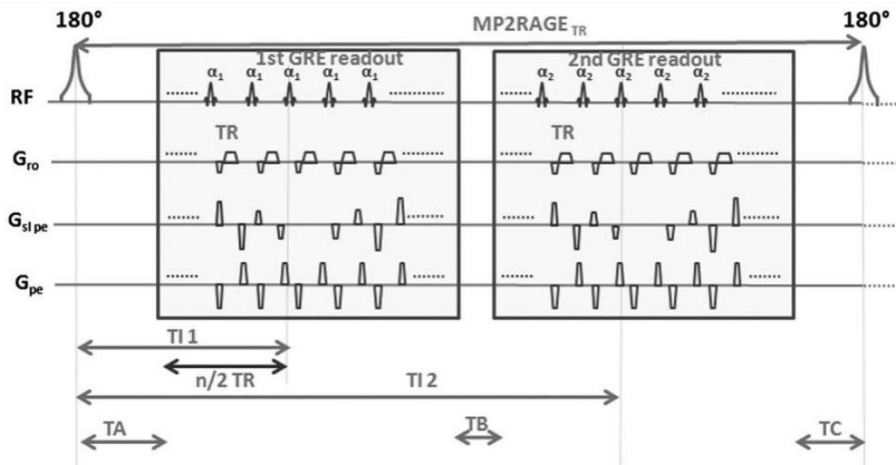 180° MP2RAGE TR 180°
1st GRE readout 2nd GRE readout
α1 α1 α1 α1 α1 α2 α2 α2 α2 α2
RF
TR TR
Gro
Gsl pe
Gpe
TI 1
n/2 TR TI 2
TA TB TC